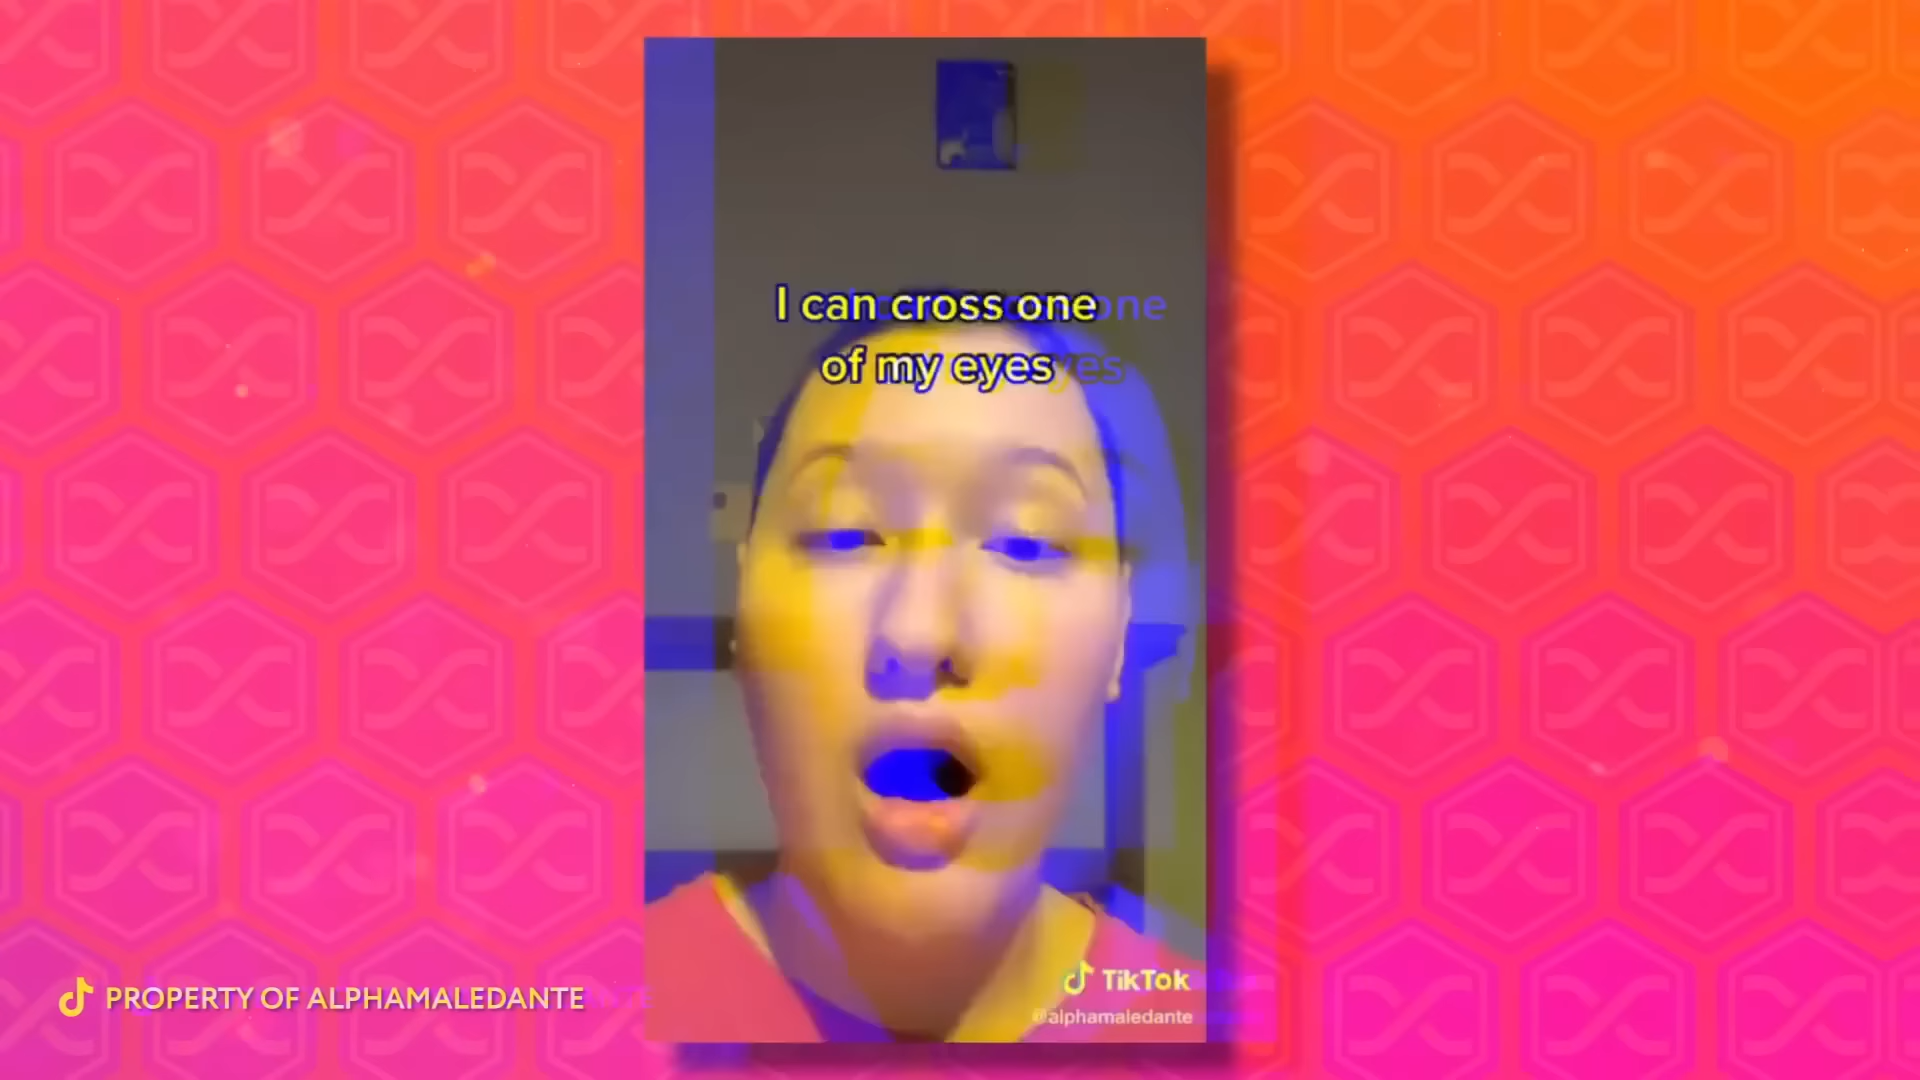 I can cross one
of my eyes
TikTok
@alphamaledante
PROPERTY OF ALPHAMALEDANTE